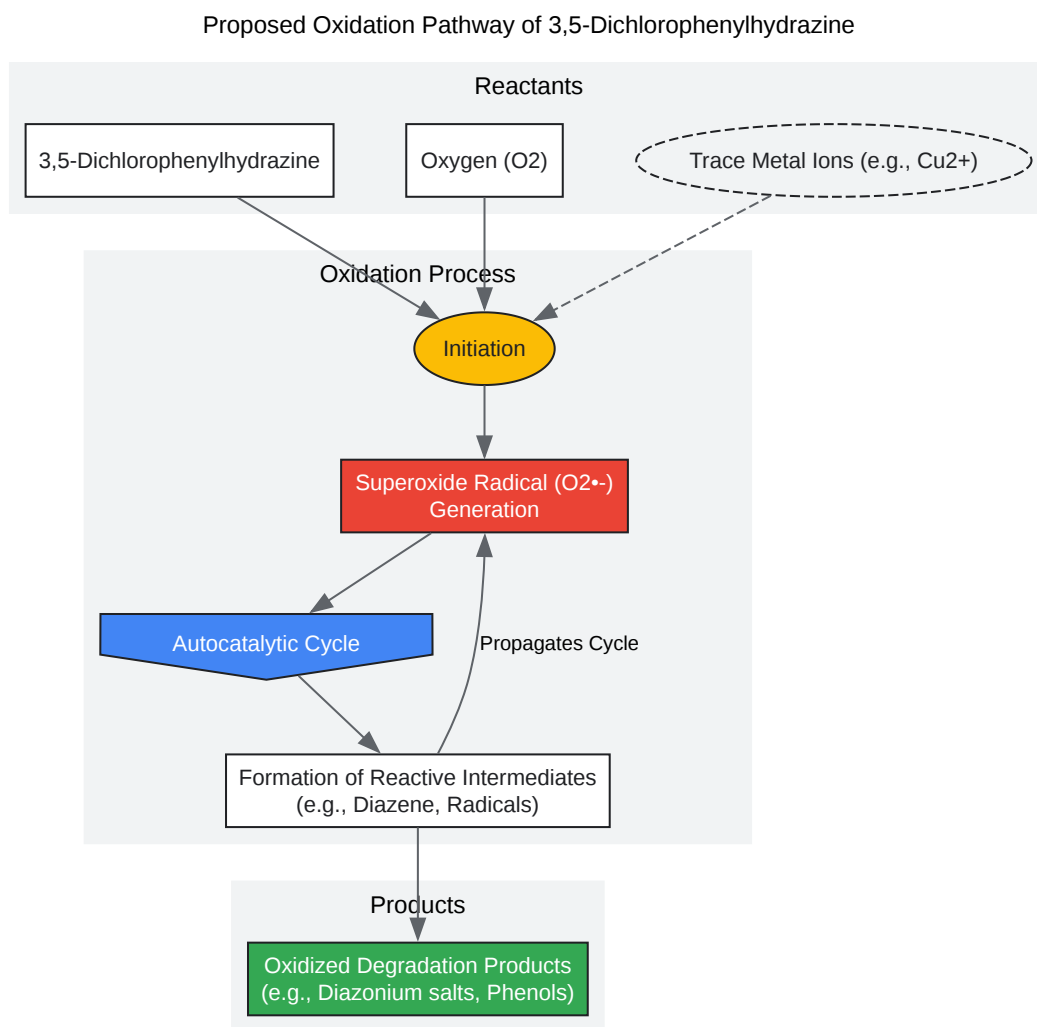 Proposed Oxidation Pathway of 3,5-Dichlorophenylhydrazine
Reactants
3,5-Dichlorophenylhydrazine
Oxygen (O2)
Trace Metal Ions (e.g., Cu2+)
Oxidation Process
Initiation
Superoxide Radical (O2•-)
Generation
Autocatalytic Cycle
Propagates Cycle
Formation of Reactive Intermediates
(e.g., Diazene, Radicals)
Products
Oxidized Degradation Products
(e.g., Diazonium salts, Phenols)